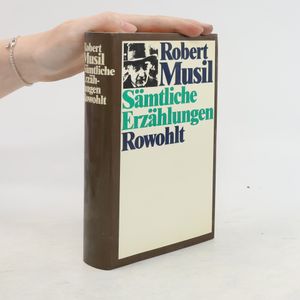 Robert
Musil
Sämtliche
Erzäh-
lungen
Rowohlt
Robert
Musil
Sämtliche
Erzählungen
Rowohlt